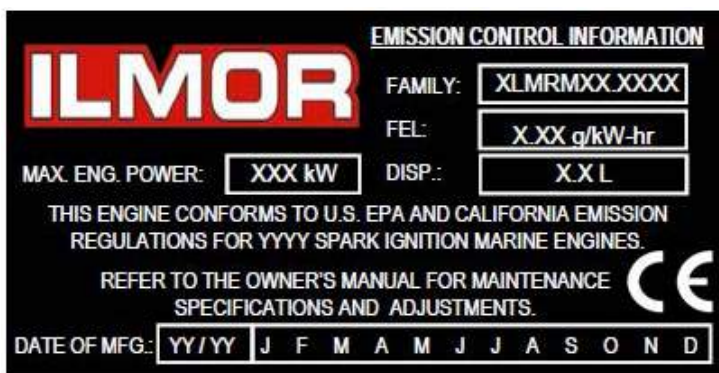 ILMOR
EMISSION CONTROL INFORMATION
FAMILY: XLMRMXX.XXXX
FEL: X.XX g/kW-hr
MAX. ENG. POWER: XXX kW DISP.: X.X L
THIS ENGINE CONFORMS TO U.S. EPA AND CALIFORNIA EMISSION
REGULATIONS FOR YYYY SPARK IGNITION MARINE ENGINES.
REFER TO THE OWNER'S MANUAL FOR MAINTENANCE
SPECIFICATIONS AND ADJUSTMENTS.
CE
DATE OF MFG.: YY / YY J F M A M J J A S O N D